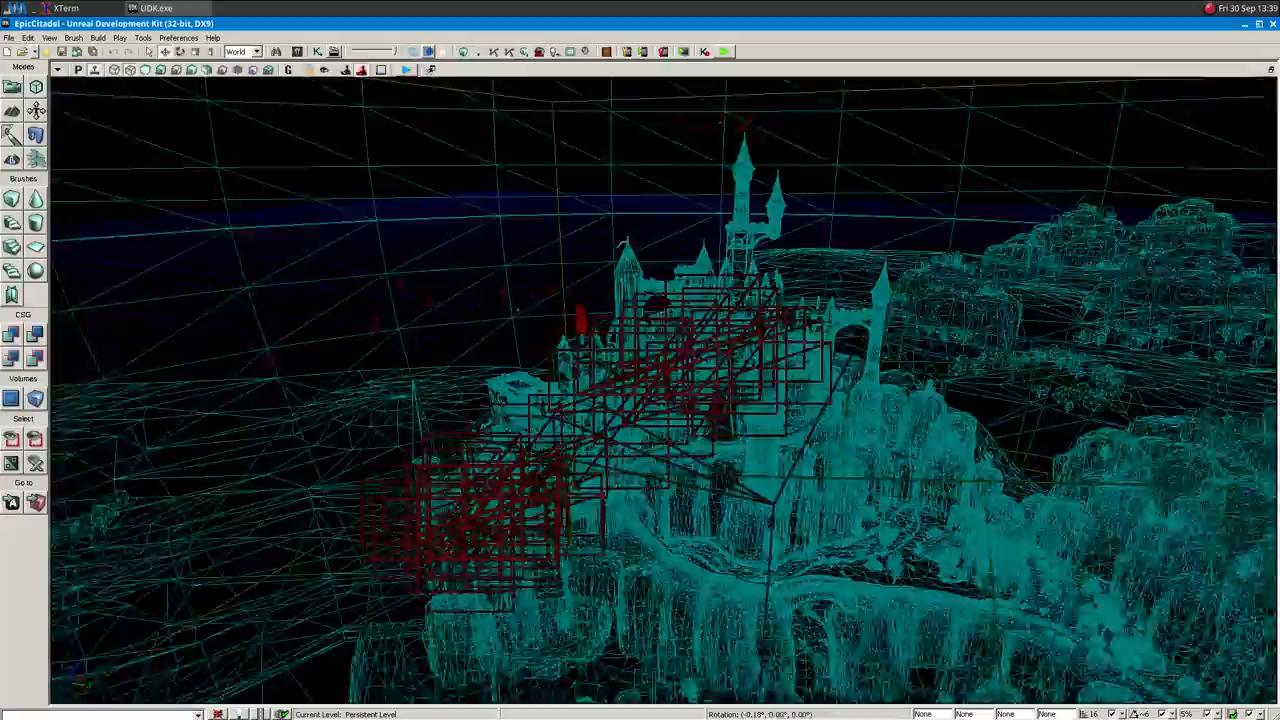 XTerm
UDK.exe
Fri 30 Sep 13:39
EpicCitadel - Unreal Development Kit (32-bit, DX9)
File Edit View Brush Build Play Tools Preferences Help
World
Modes
P
G
Brushes
CSG
Volumes
Select
Go to
Current Level: Persistent Level
Rotation: (-0.18°, 0.00°, 0.00°)
None None None None
16
5%